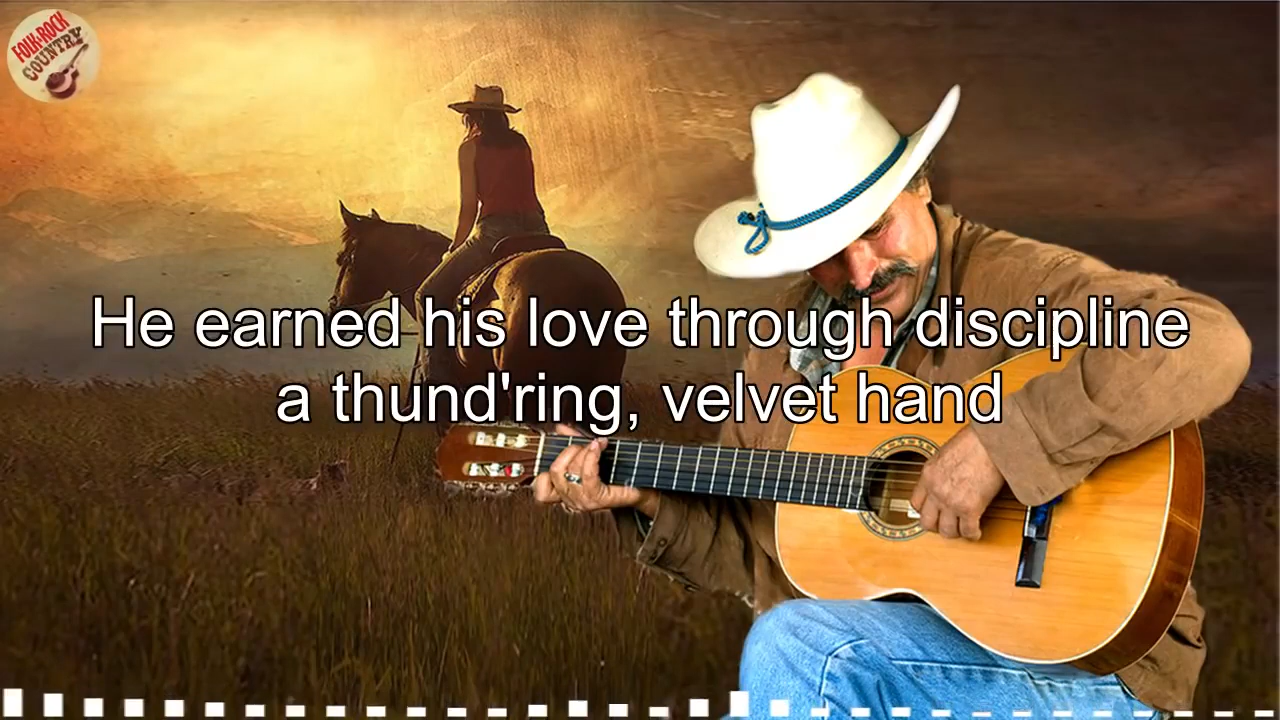 FOLK-ROCK
COUNTRY
He earned his love through discipline
a thund'ring, velvet hand